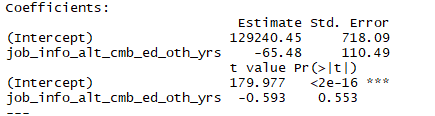 Coefficients:
Estimate Std. Error
(Intercept) 129240.45 718.09
job_info_alt_cmb_ed_oth_yrs -65.48 110.49
t value Pr(>|t|)
(Intercept) 179.977 <2e-16 ***
job_info_alt_cmb_ed_oth_yrs -0.593 0.553
---